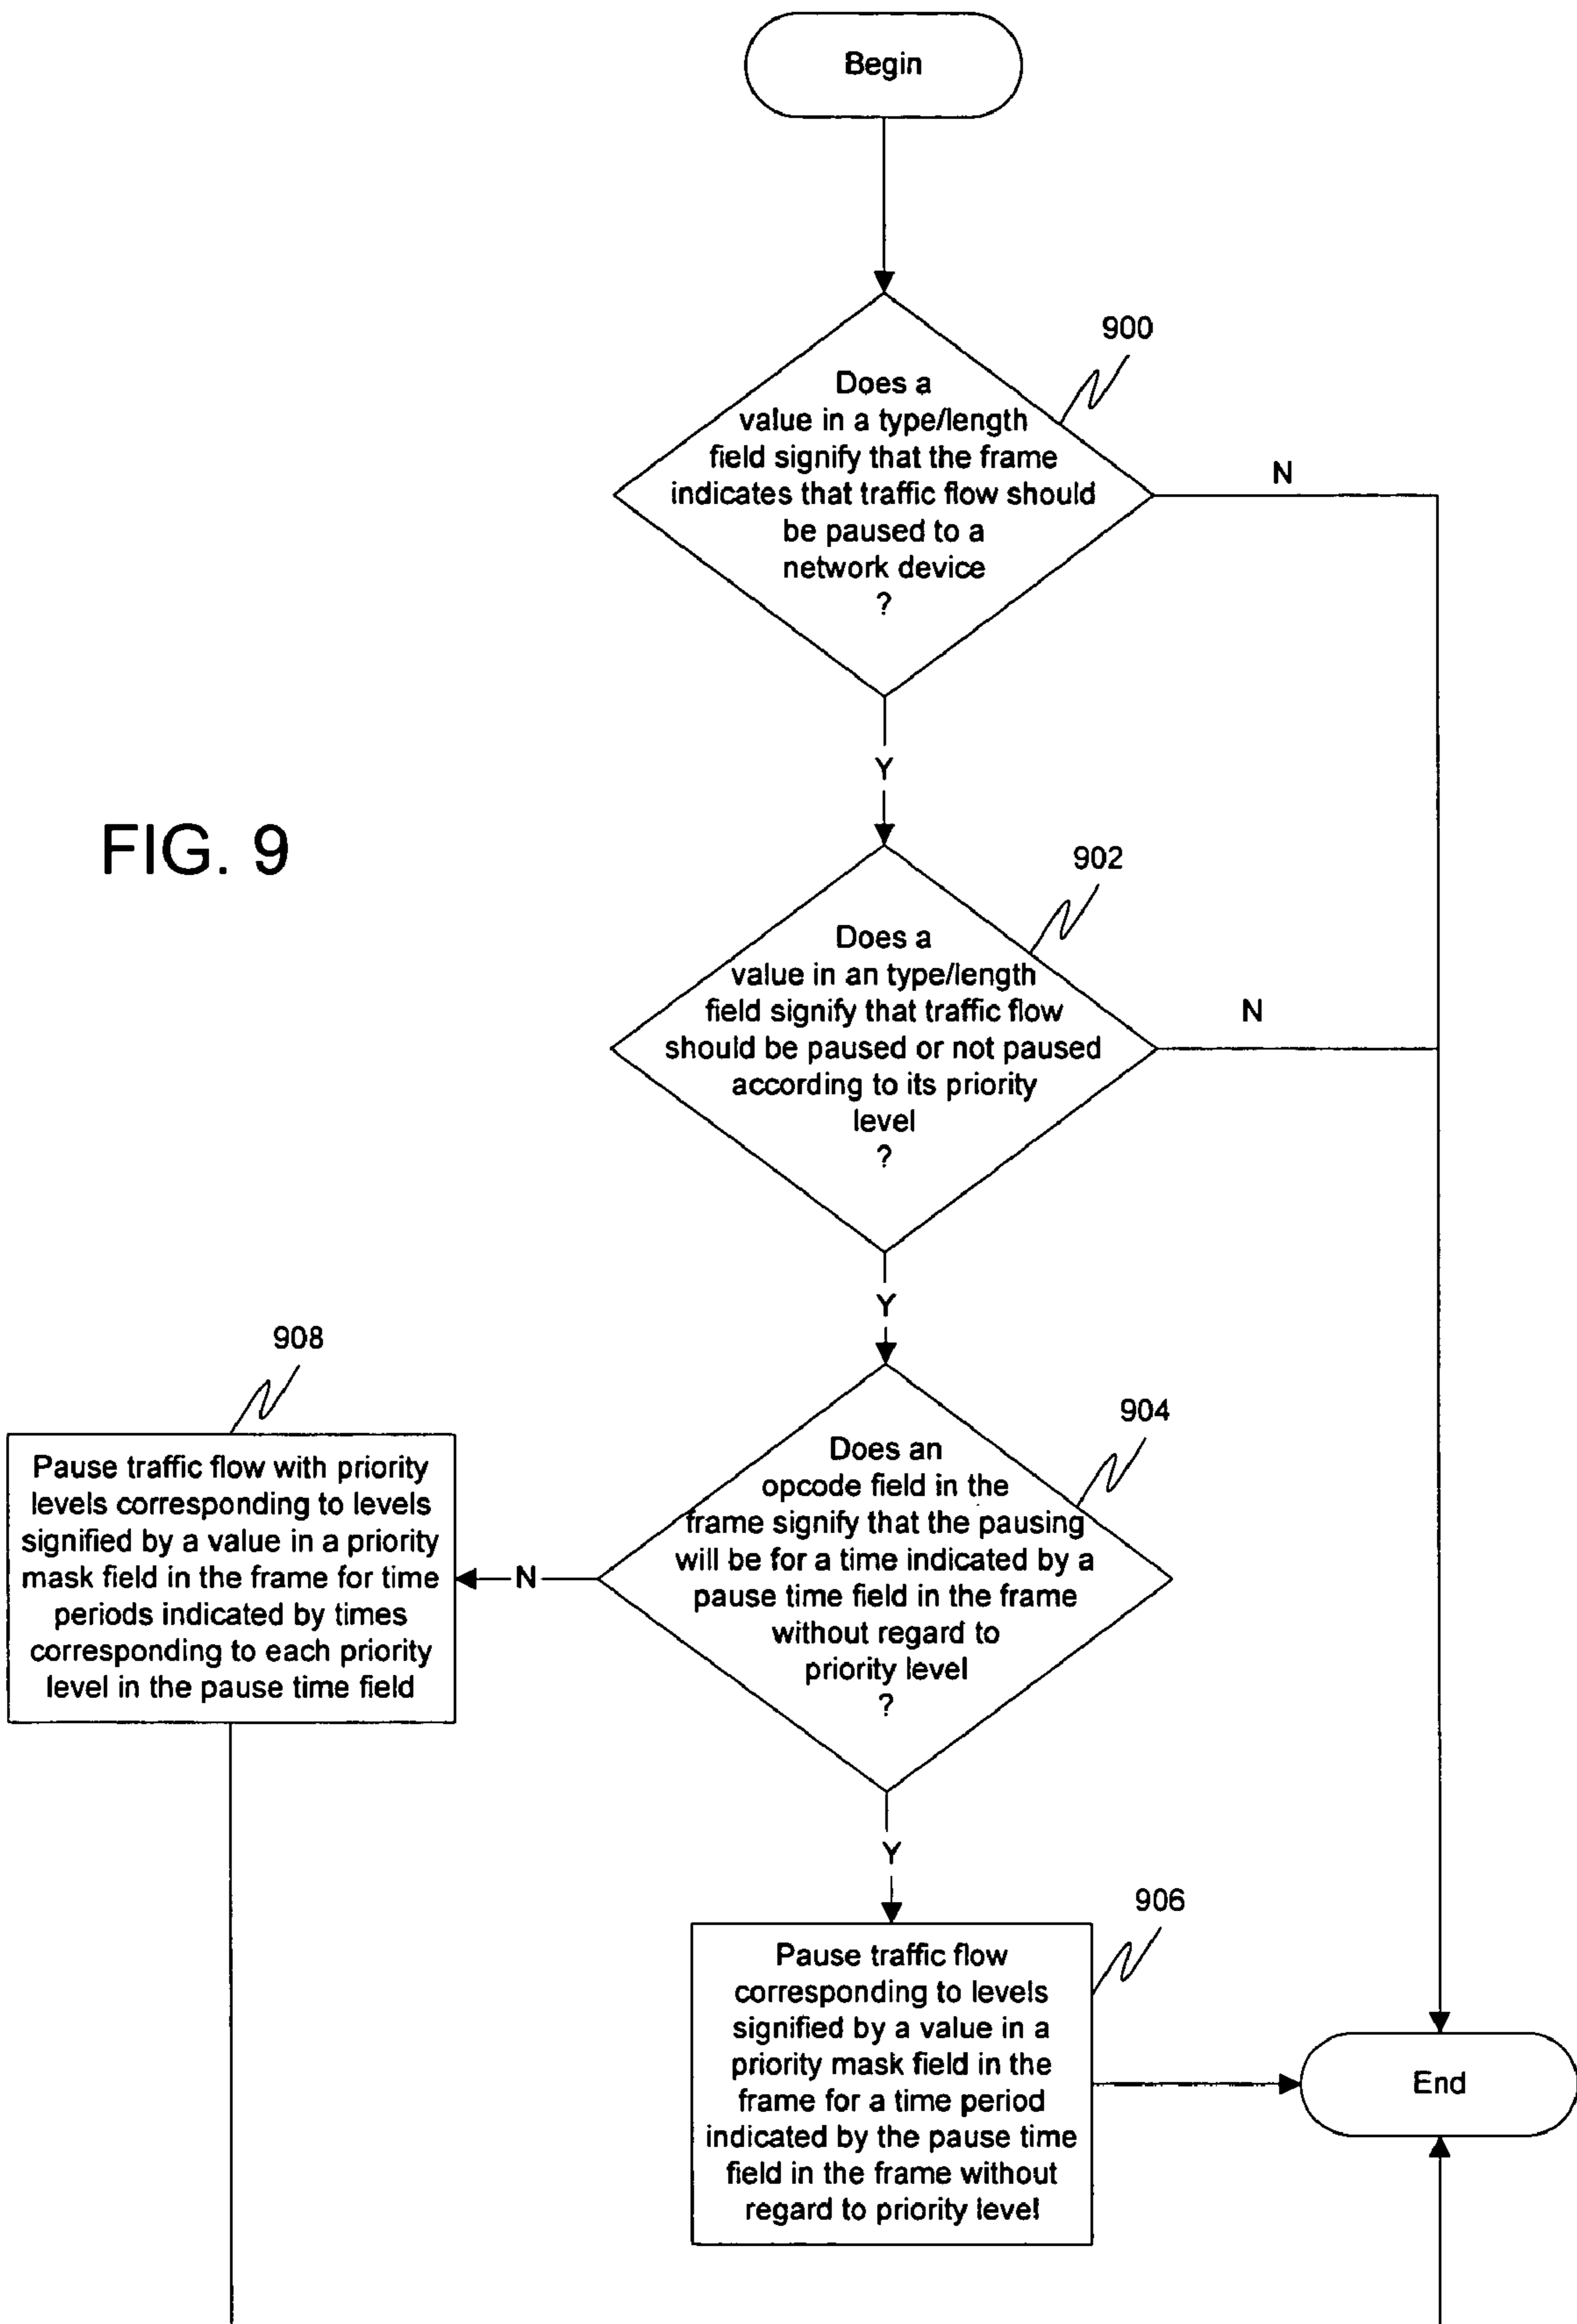 Begin
900
Does a
value in a type/length
field signify that the frame
indicates that traffic flow should
be paused to a
network device
?
N
Y
FIG. 9
902
Does a
value in an type/length
field signify that traffic flow
should be paused or not paused
according to its priority
level
?
N
Y
908
Pause traffic flow with priority
levels corresponding to levels
signified by a value in a priority
mask field in the frame for time
periods indicated by times
corresponding to each priority
level in the pause time field
904
Does an
opcode field in the
frame signify that the pausing
will be for a time indicated by a
pause time field in the frame
without regard to
priority level
?
N
Y
906
Pause traffic flow
corresponding to levels
signified by a value in a
priority mask field in the
frame for a time period
indicated by the pause time
field in the frame without
regard to priority level
End